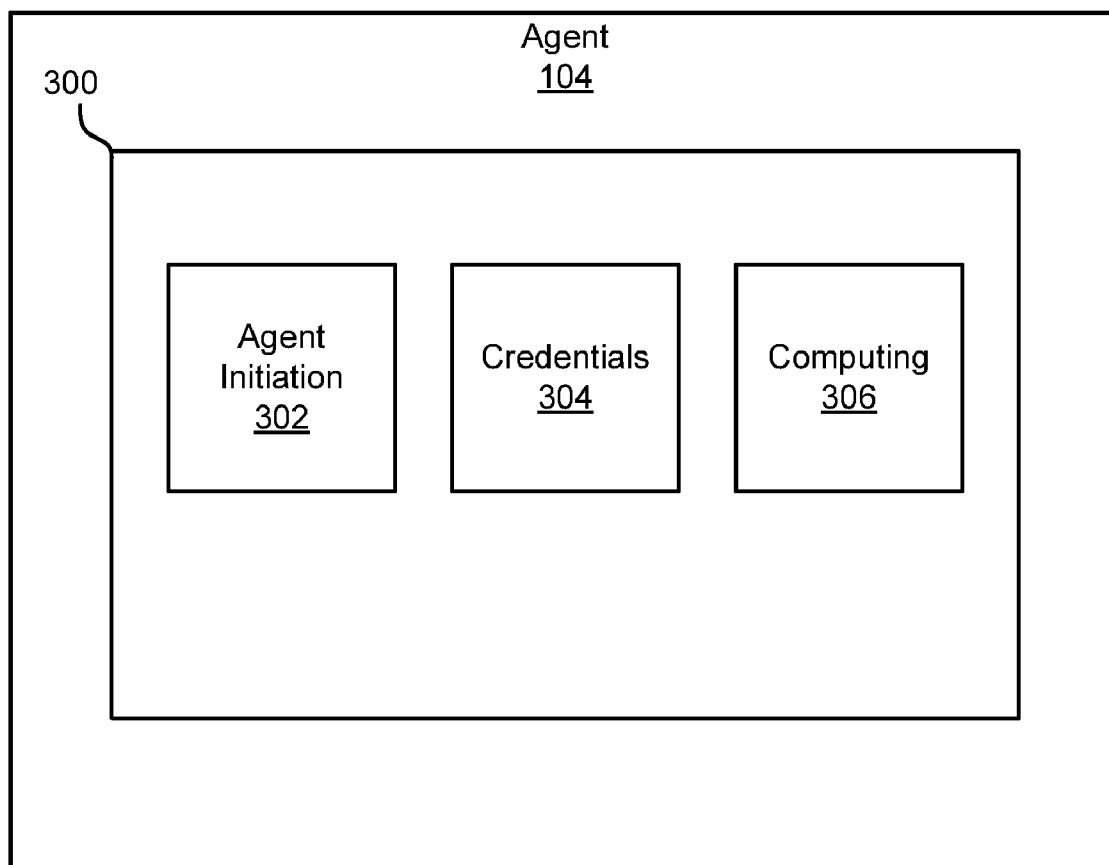 Agent
104
300
Agent
Initiation
302
Credentials
304
Computing
306